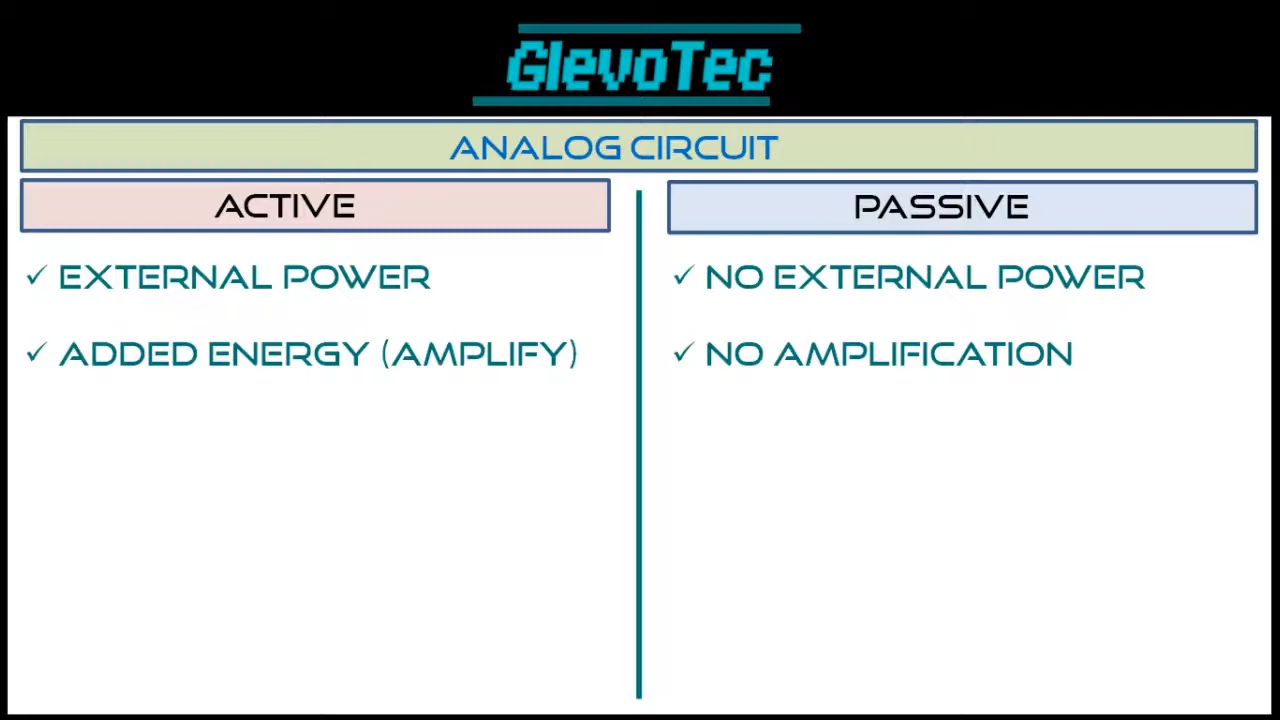 GlevoTec
ANALOG CIRCUIT
ACTIVE
✓ EXTERNAL POWER
✓ ADDED ENERGY (AMPLIFY)
PASSIVE
✓ NO EXTERNAL POWER
✓ NO AMPLIFICATION